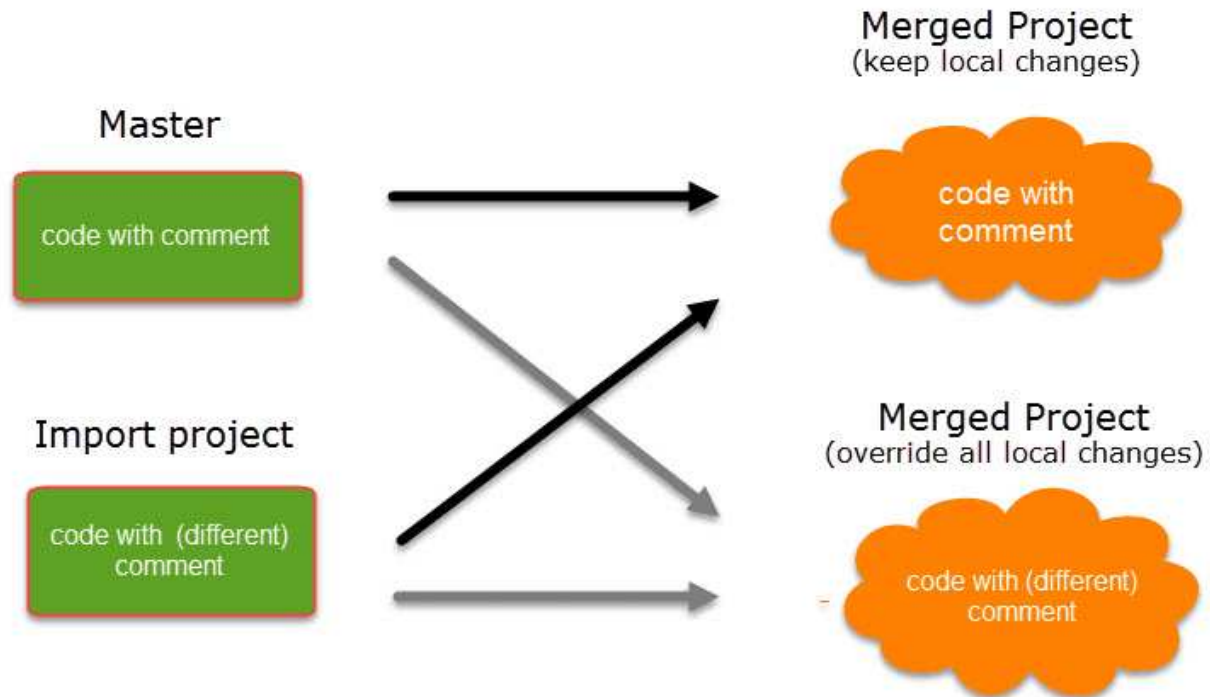 Merged Project
(keep local changes)
Master
code with comment
code with
comment
Import project
code with (different)
comment
Merged Project
(override all local changes)
code with (different)
comment